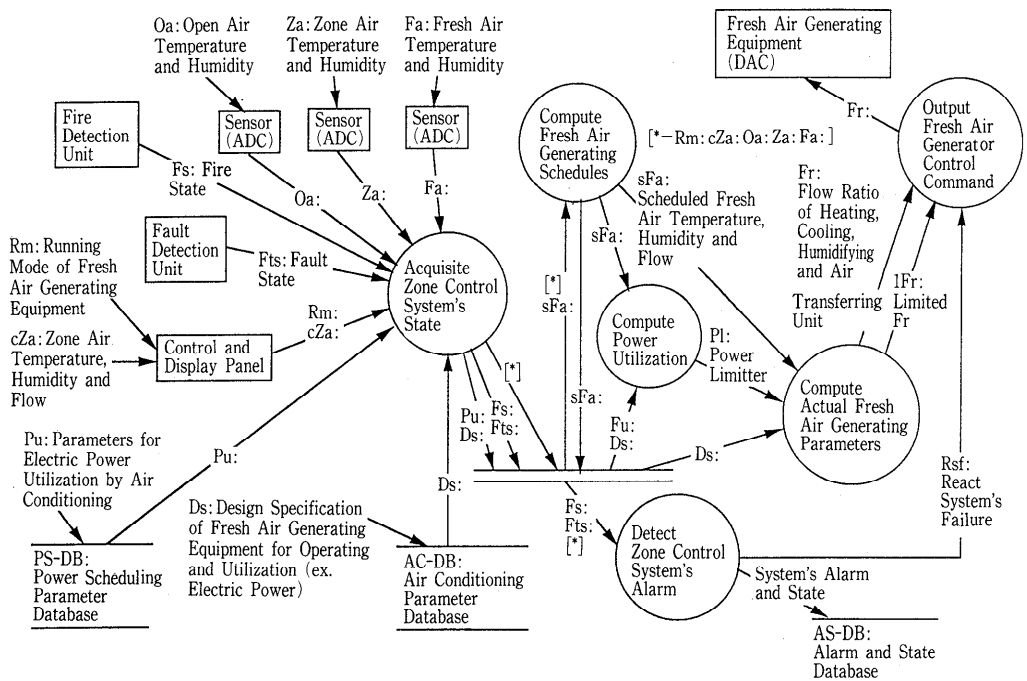 Oa: Open Air
Temperature
and Humidity
Za: Zone Air
Temperature
and Humidity
Fa: Fresh Air
Temperature
and Humidity
Fire
Detection
Unit
Sensor
(ADC)
Sensor
(ADC)
Sensor
(ADC)
Fs: Fire
State
Oa:
Za:
Fa:
Rm: Running
Mode of Fresh
Air Generating
Equipment
Fault
Detection
Unit
Fts: Fault
State
Acquisite
Zone Control
System's
State
cZa: Zone Air
Temperature,
Humidity and
Flow
Control and
Display Panel
Rm:
cZa:
Pu: Parameters for
Electric Power
Utilization by Air
Conditioning
Pu:
PS-DB:
Power Scheduling
Parameter
Database
Ds: Design Specification
of Fresh Air Generating
Equipment for Operating
and Utilization (ex.
Electric Power)
Ds:
AC-DB:
Air Conditioning
Parameter
Database
Pu:
Ds:
Fs:
Fts:
[*]
Compute
Fresh Air
Generating
Schedules
[*-Rm: cZa: Oa: Za: Fa: ]
Fresh Air Generating
Equipment
(DAC)
Fr:
Output
Fresh Air
Generator
Control
Command
sFa:
Scheduled Fresh
Air Temperature,
Humidity and
Flow
sFa:
[*]
sFa:
sFa:
Compute
Power
Utilization
Pl:
Power
Limitter
Fr:
Flow Ratio
of Heating,
Cooling,
Humidifying
and Air
Transferring
Unit
lFr:
Limited
Fr
Compute
Actual Fresh
Air Generating
Parameters
Fu:
Ds:
Ds:
Fs:
Fts:
[*]
Detect
Zone Control
System's
Alarm
Rsf:
React
System's
Failure
System's Alarm
and State
AS-DB:
Alarm and State
Database